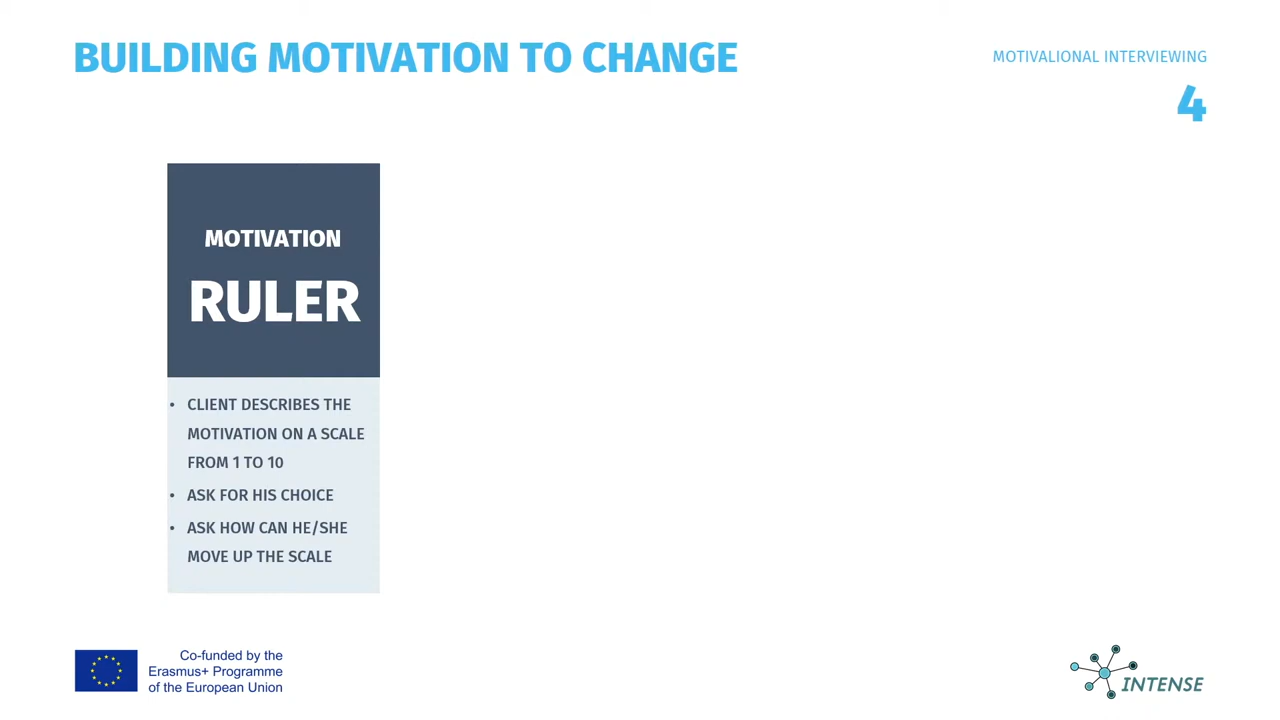 BUILDING MOTIVATION TO CHANGE
MOTIVALIONAL INTERVIEWING
4
MOTIVATION
RULER
• CLIENT DESCRIBES THE
MOTIVATION ON A SCALE
FROM 1 TO 10
• ASK FOR HIS CHOICE
• ASK HOW CAN HE/SHE
MOVE UP THE SCALE
Co-funded by the
Erasmus+ Programme
of the European Union
INTENSE